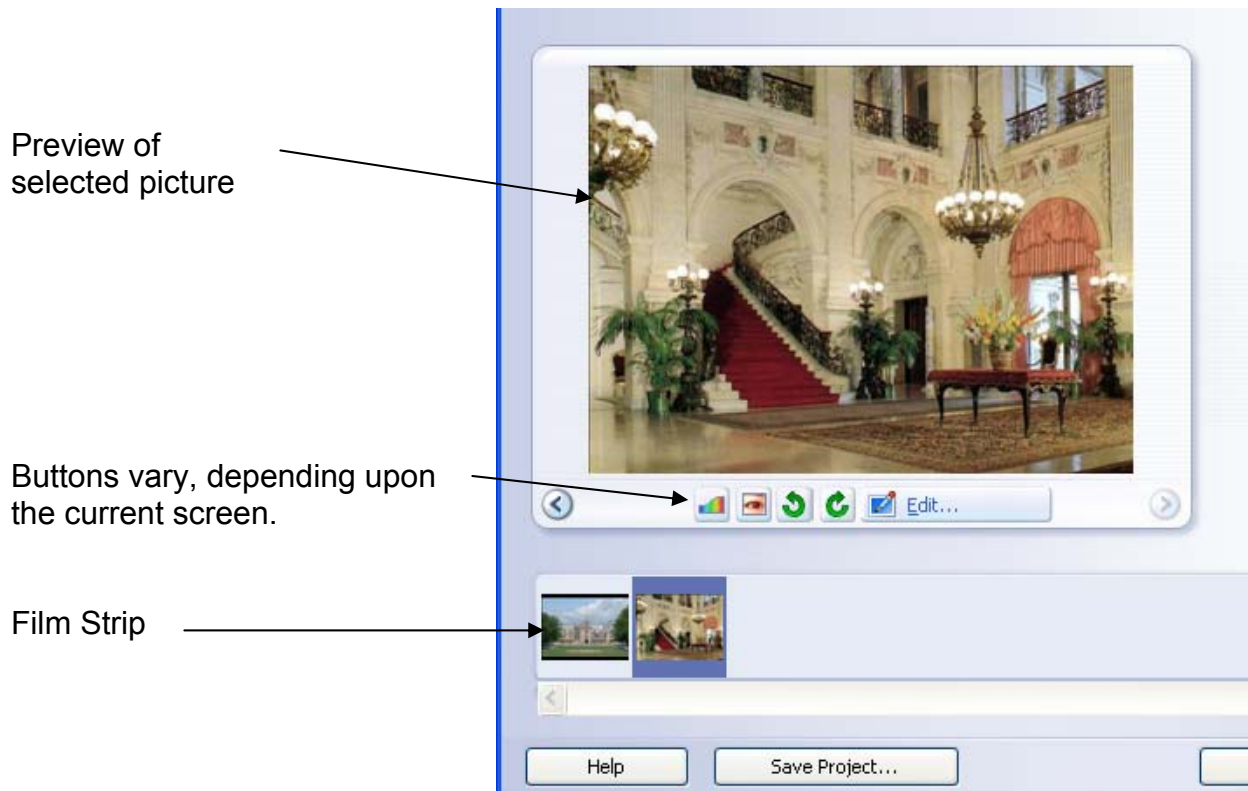 Preview of
selected picture
Buttons vary, depending upon
the current screen.
Edit...
Film Strip
Help
Save Project...